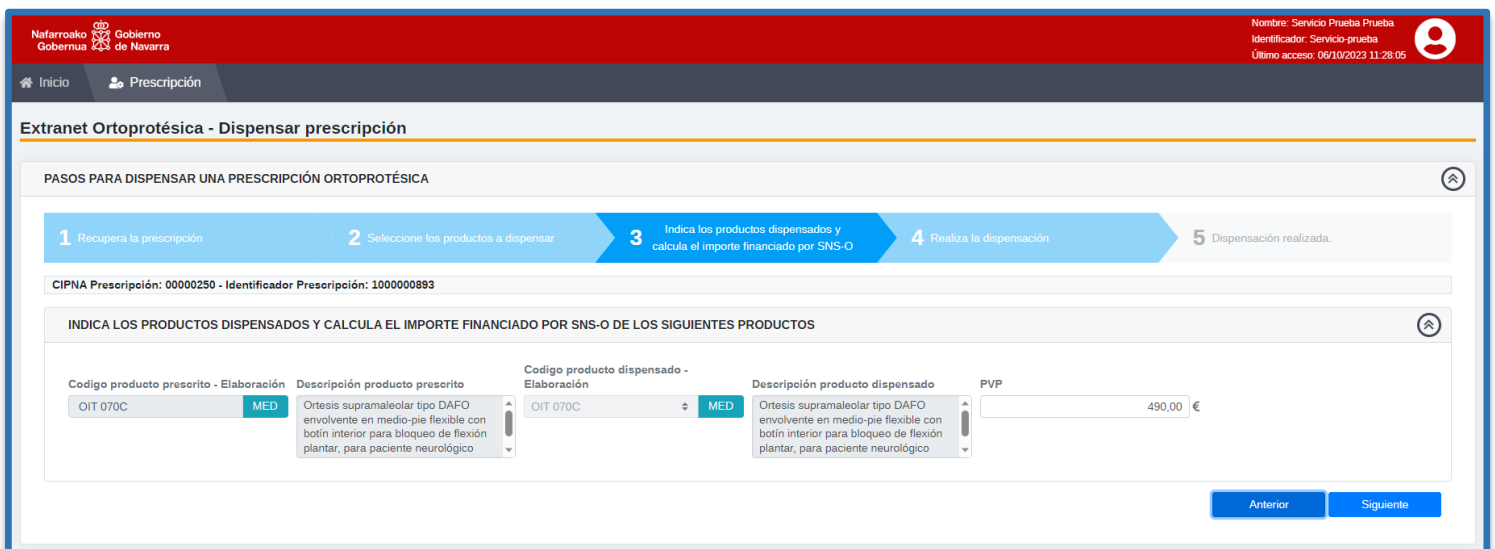 Nafarroako Gobierno
Gobernua de Navarra
Nombre: Servicio Prueba Prueba
Identificador: Servicio-prueba
Último acceso: 06/10/2023 11:28:05
Inicio Prescripción
Extranet Ortoprotésica - Dispensar prescripción
PASOS PARA DISPENSAR UNA PRESCRIPCIÓN ORTOPROTÉSICA
1 Recupera la prescripción
2 Seleccione los productos a dispensar
3 Indica los productos dispensados y
calcula el importe financiado por SNS-O
4 Realiza la dispensación
5 Dispensación realizada.
CIPNA Prescripción: 00000250 - Identificador Prescripción: 1000000893
INDICA LOS PRODUCTOS DISPENSADOS Y CALCULA EL IMPORTE FINANCIADO POR SNS-O DE LOS SIGUIENTES PRODUCTOS
Codigo producto prescrito - Elaboración
OIT 070C MED
Descripción producto prescrito
Ortesis supramaleolar tipo DAFO
envolvente en medio-pie flexible con
botín interior para bloqueo de flexión
plantar, para paciente neurológico
Codigo producto dispensado -
Elaboración
OIT 070C MED
Descripción producto dispensado
Ortesis supramaleolar tipo DAFO
envolvente en medio-pie flexible con
botín interior para bloqueo de flexión
plantar, para paciente neurológico
PVP
490,00 €
Anterior Siguiente